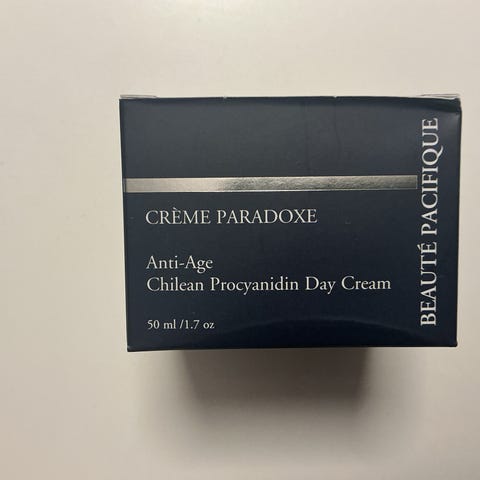 CRÈME PARADOXE
Anti-Age
Chilean Procyanidin Day Cream
50 ml /1.7 oz
BEAUTÉ PACIFIQUE